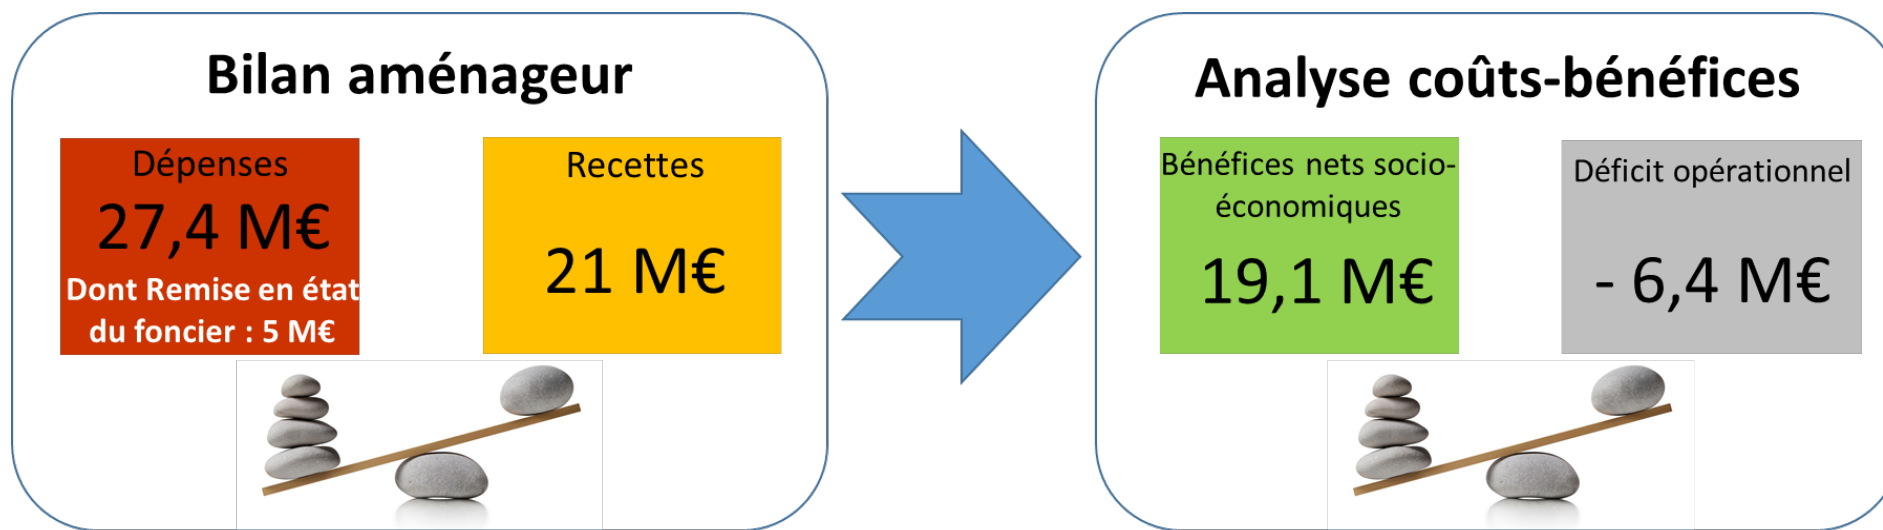 Bilan aménageur
Dépenses
27,4 M€
Dont Remise en état
du foncier : 5 M€
Recettes
21 M€
Analyse coûts-bénéfices
Bénéfices nets socio-
économiques
19,1 M€
Déficit opérationnel
- 6,4 M€